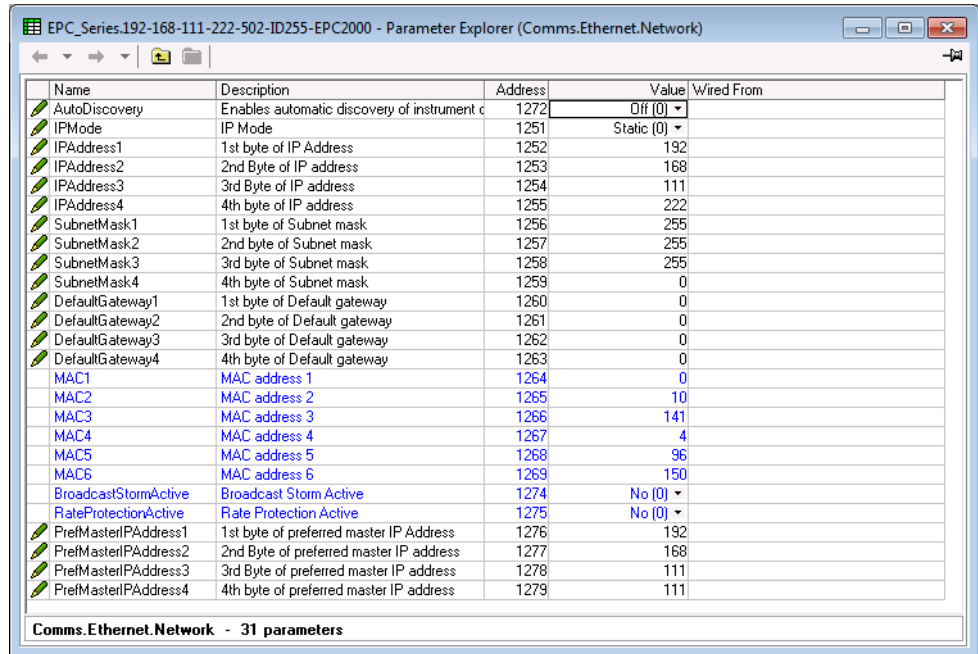 EPC_Series.192-168-111-222-502-ID255-EPC2000 - Parameter Explorer (Comms.Ethernet.Network)
Name Description Address Value Wired From
AutoDiscovery Enables automatic discovery of instrument c 1272 Off (0)
IPMode IP Mode 1251 Static (0)
IPAddress1 1st byte of IP Address 1252 192
IPAddress2 2nd Byte of IP address 1253 168
IPAddress3 3rd Byte of IP address 1254 111
IPAddress4 4th byte of IP address 1255 222
SubnetMask1 1st byte of Subnet mask 1256 255
SubnetMask2 2nd byte of Subnet mask 1257 255
SubnetMask3 3rd byte of Subnet mask 1258 255
SubnetMask4 4th byte of Subnet mask 1259 0
DefaultGateway1 1st byte of Default gateway 1260 0
DefaultGateway2 2nd byte of Default gateway 1261 0
DefaultGateway3 3rd byte of Default gateway 1262 0
DefaultGateway4 4th byte of Default gateway 1263 0
MAC1 MAC address 1 1264 0
MAC2 MAC address 2 1265 10
MAC3 MAC address 3 1266 141
MAC4 MAC address 4 1267 4
MAC5 MAC address 5 1268 96
MAC6 MAC address 6 1269 150
BroadcastStormActive Broadcast Storm Active 1274 No (0)
RateProtectionActive Rate Protection Active 1275 No (0)
PrefMasterIPAddress1 1st byte of preferred master IP Address 1276 192
PrefMasterIPAddress2 2nd Byte of preferred master IP address 1277 168
PrefMasterIPAddress3 3rd Byte of preferred master IP address 1278 111
PrefMasterIPAddress4 4th byte of preferred master IP address 1279 111
Comms.Ethernet.Network - 31 parameters